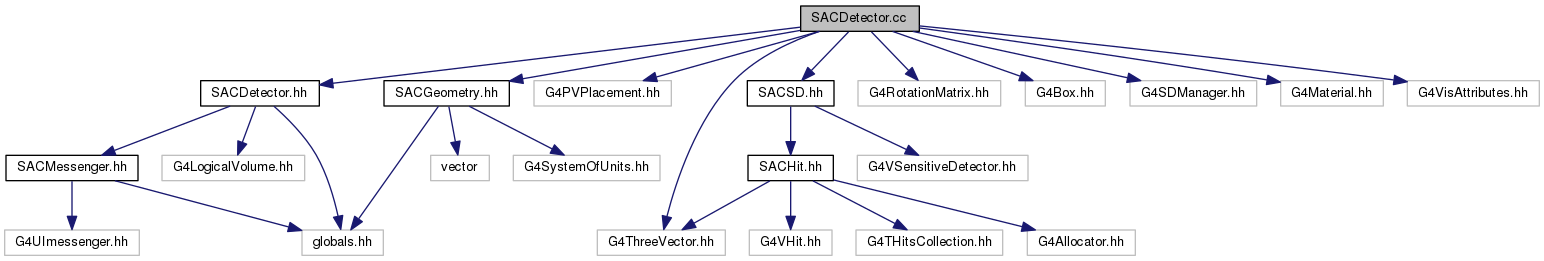 SACDetector.cc
SACDetector.hh
SACGeometry.hh
G4PVPlacement.hh
SACSD.hh
G4RotationMatrix.hh
G4Box.hh
G4SDManager.hh
G4Material.hh
G4VisAttributes.hh
SACMessenger.hh
G4LogicalVolume.hh
vector
G4SystemOfUnits.hh
SACHit.hh
G4VSensitiveDetector.hh
G4UImessenger.hh
globals.hh
G4ThreeVector.hh
G4VHit.hh
G4THitsCollection.hh
G4Allocator.hh